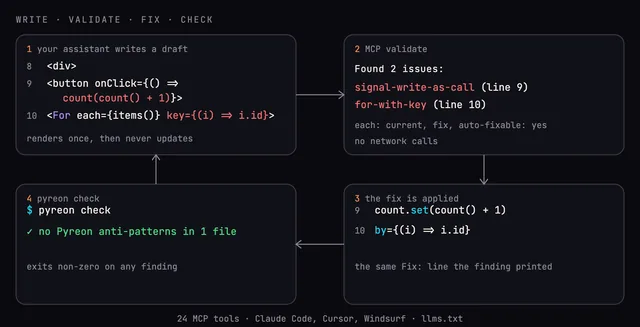 WRITE · VALIDATE · FIX · CHECK
1 your assistant writes a draft
8 <div>
9 <button onClick={() ⇒
count(count() + 1)}>
10 <For each={items()} key={(i) ⇒ i.id}>
renders once, then never updates
2 MCP validate
Found 2 issues:
signal-write-as-call (line 9)
for-with-key (line 10)
each: current, fix, auto-fixable: yes
no network calls
4 pyreon check
$ pyreon check
✓ no Pyreon anti-patterns in 1 file
exits non-zero on any finding
3 the fix is applied
9 count.set(count() + 1)
10 by={(i) ⇒ i.id}
the same Fix: line the finding printed
24 MCP tools · Claude Code, Cursor, Windsurf · llms.txt